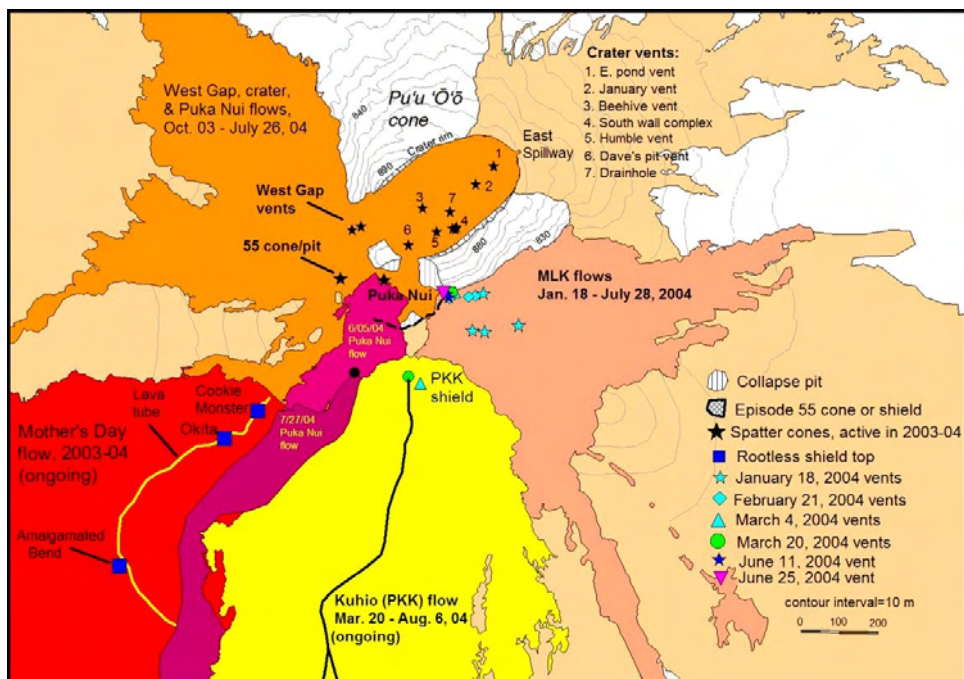 West Gap, crater,
& Puka Nui flows,
Oct. 03 - July 26, 04
Pu'u 'Ō'ō
cone
840
890
Crater rim
East
Spillway
Crater vents:
1. E. pond vent
2. January vent
3. Beehive vent
4. South wall complex
5. Humble vent
6. Dave's pit vent
7. Drainhole
West Gap
vents
1
2
3
7
4
5
6
880
830
55 cone/pit
Puka Nui
MLK flows
Jan. 18 - July 28, 2004
6/05/04
Puka Nui
flow
PKK
shield
Cookie
Monster
Lava
tube
Okita
7/27/04
Puka Nui
flow
Mother's Day
flow, 2003-04
(ongoing)
Amalgamated
Bend
Kuhio (PKK) flow
Mar. 20 - Aug. 6, 04
(ongoing)
Collapse pit
Episode 55 cone or shield
Spatter cones, active in 2003-04
Rootless shield top
January 18, 2004 vents
February 21, 2004 vents
March 4, 2004 vents
March 20, 2004 vents
June 11, 2004 vent
June 25, 2004 vent
contour interval=10 m
0 100 200